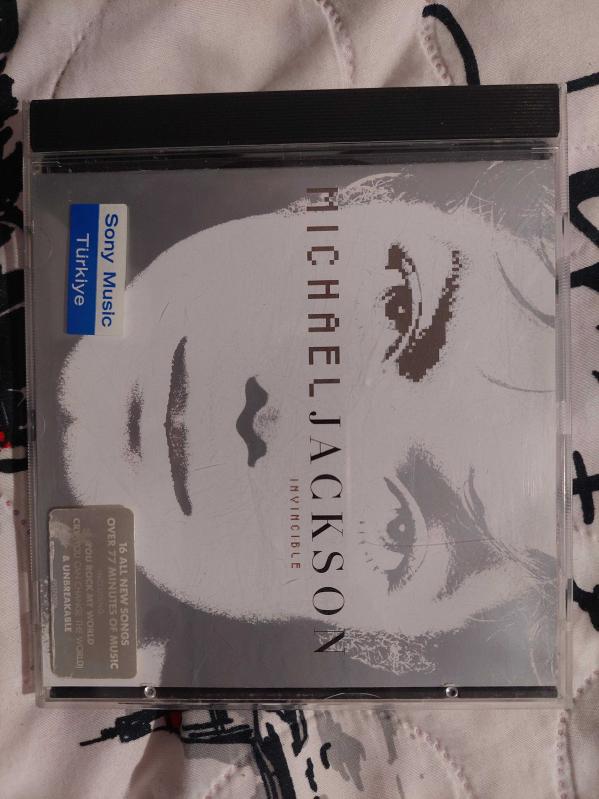 MICHAEL JACKSON
INVINCIBLE
Sony Music
Türkiye
16 ALL NEW SONGS
OVER 77 MINUTES OF MUSIC
YOU ROCK MY WORLD
CRY (YOU CAN CHANGE THE WORLD)
& UNBREAKABLE